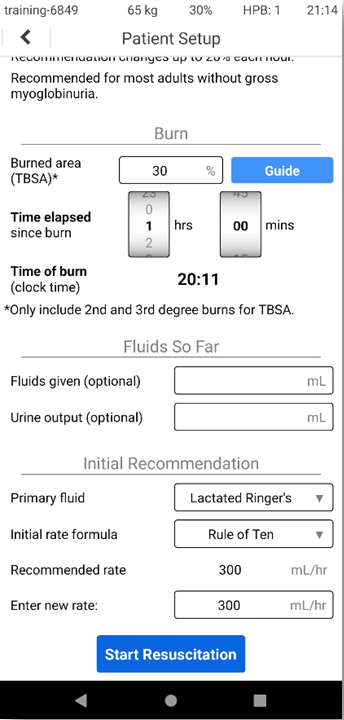 training-6849 65 kg 30% HPB: 1 21:14
Patient Setup
Recommendation changes up to 20% each hour.
Recommended for most adults without gross
myoglobinuria.
Burn
Burned area
(TBSA)*
30 %
Guide
Time elapsed
since burn
23
0
1
2
hrs
45
00
15
mins
Time of burn
(clock time)
20:11
*Only include 2nd and 3rd degree burns for TBSA.
Fluids So Far
Fluids given (optional) mL
Urine output (optional) mL
Initial Recommendation
Primary fluid Lactated Ringer's
Initial rate formula Rule of Ten
Recommended rate 300 mL/hr
Enter new rate: 300 mL/hr
Start Resuscitation